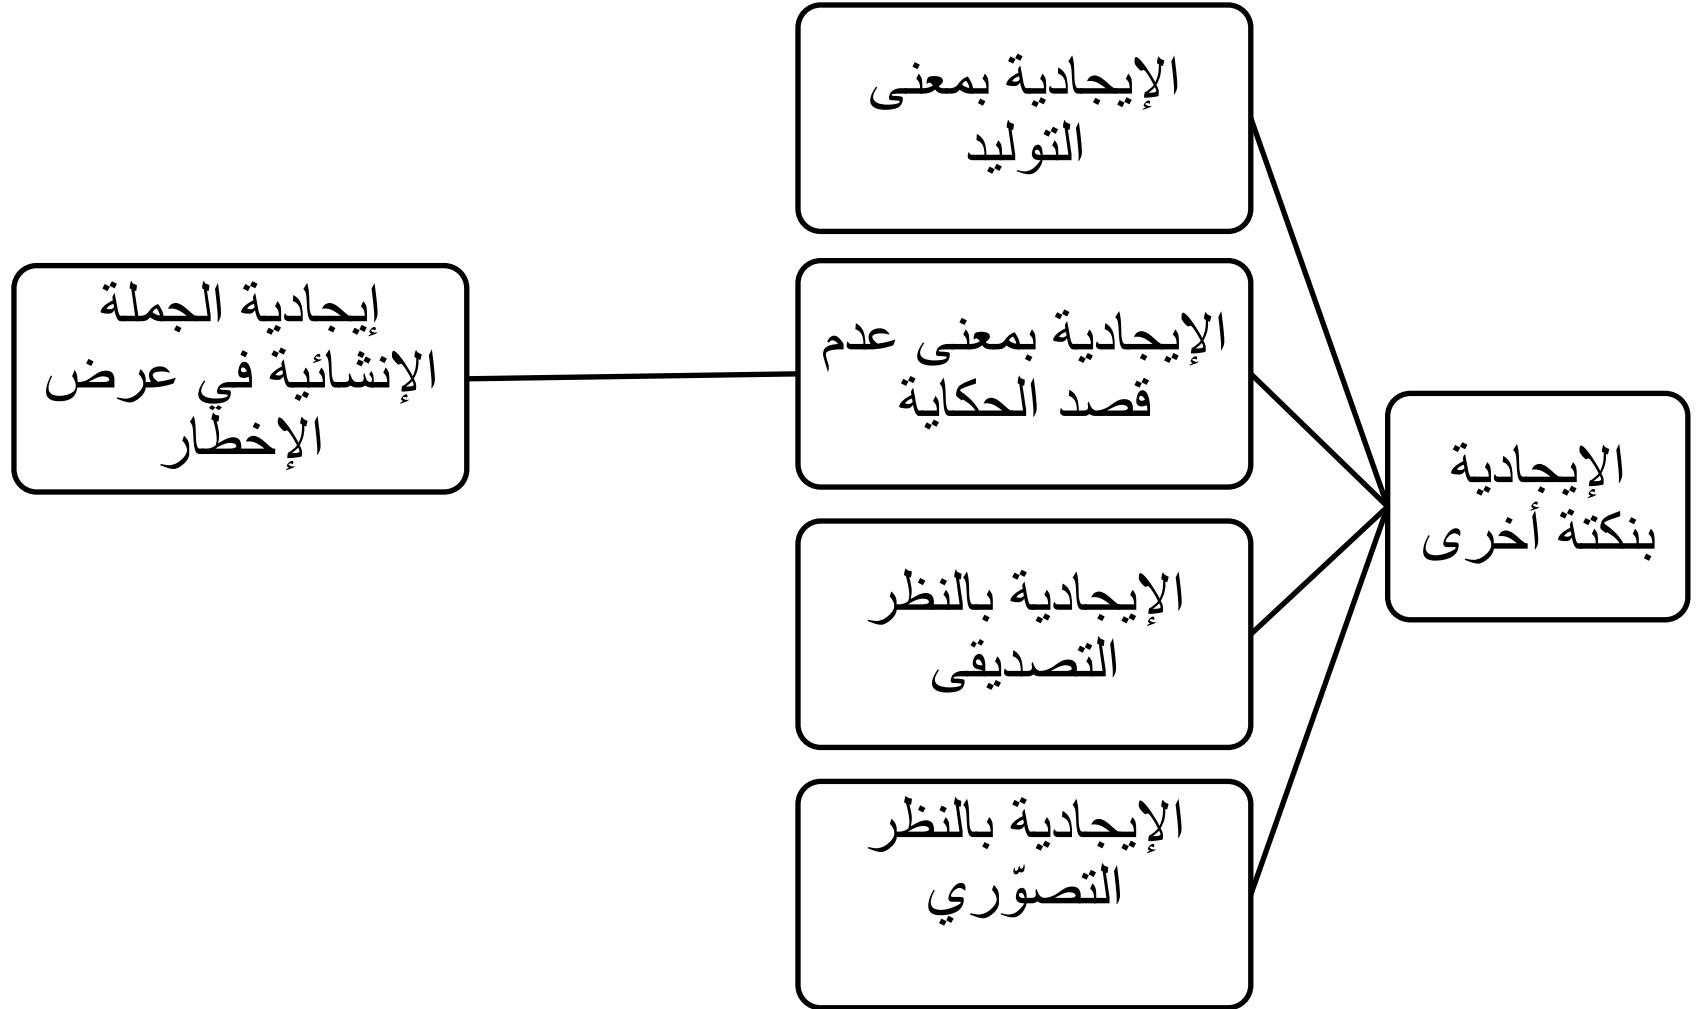 الإيجادية
بنكتة أخرى
الإيجادية بمعنى
التوليد
الإيجادية بمعنى عدم
قصد الحكاية
الإيجادية بالنظر
التصديقى
الإيجادية بالنظر
التصوّري
إيجادية الجملة
الإنشائية في عرض
الإخطار